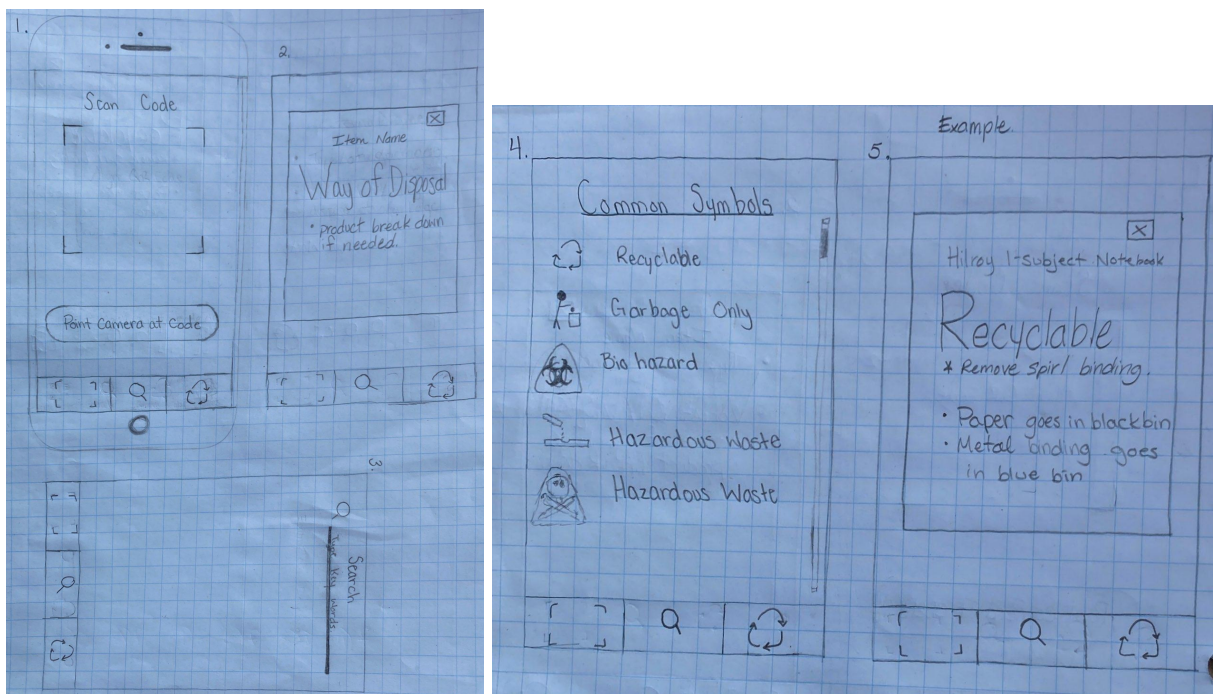 1.
Scan Code
Point Camera at Code
2.
Item Name
Way of Disposal
• product break down
if needed.
3.
Search
Type Key Words
4.
Common Symbols
Recyclable
Garbage Only
Bio hazard
Hazardous Waste
Hazardous Waste
Example.
5.
Hilroy 1-subject Notebook
Recyclable
* Remove spirl binding.
• Paper goes in black bin
• Metal binding goes
in blue bin